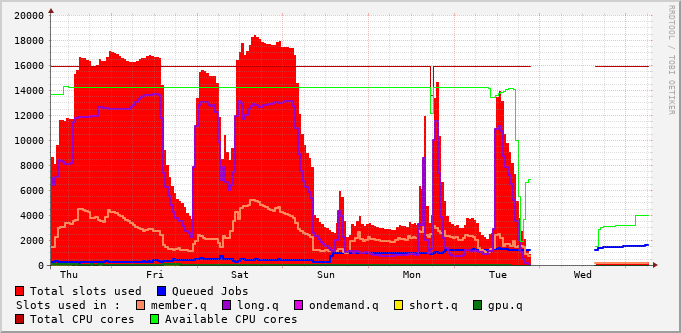 20000
18000
16000
14000
12000
10000
8000
6000
4000
2000
0
Thu Fri Sat Sun Mon Tue Wed
Total slots used Queued Jobs
Slots used in : member.q long.q ondemand.q short.q gpu.q
Total CPU cores Available CPU cores
RRDTOOL / TOBI OETIKER